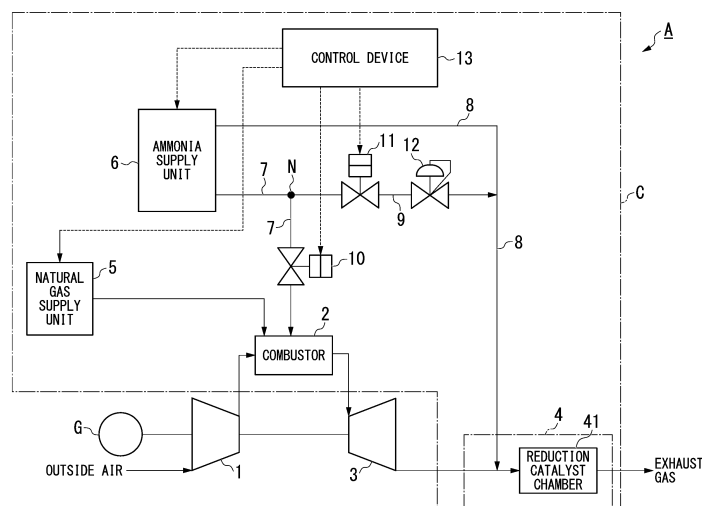 A
CONTROL DEVICE
13
8
11
12
AMMONIA
SUPPLY
UNIT
6
7
N
9
C
7
8
10
NATURAL
GAS
SUPPLY
UNIT
5
2
COMBUSTOR
G
4
41
OUTSIDE AIR
1
3
REDUCTION
CATALYST
CHAMBER
EXHAUST
GAS